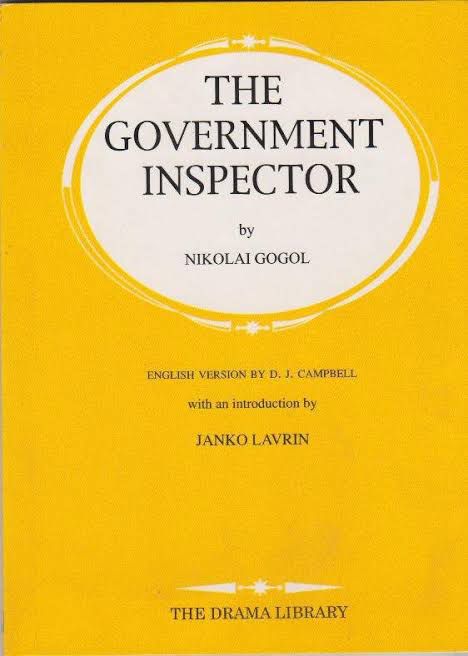 THE
GOVERNMENT
INSPECTOR
by
NIKOLAI GOGOL
ENGLISH VERSION BY D. J. CAMPBELL
with an introduction by
JANKO LAVRIN
THE DRAMA LIBRARY